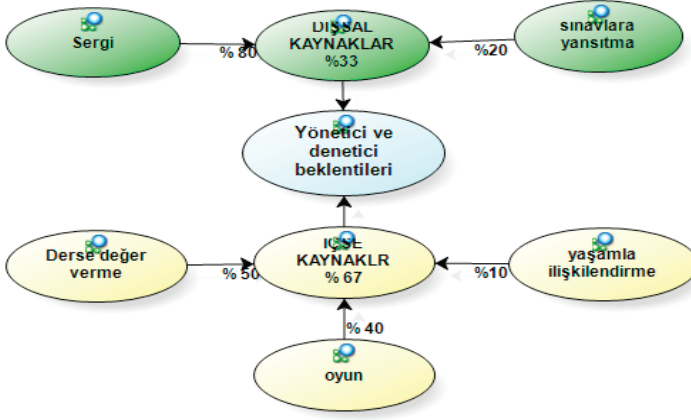 Sergi
% 80
DIŞSAL
KAYNAKLAR
%33
%20
sınavlara
yansıtma
Yönetici ve
denetici
beklentileri
Derse değer
verme
% 50
İÇSE
KAYNAKLR
% 67
%10
yaşamla
ilişkilendirme
% 40
oyun